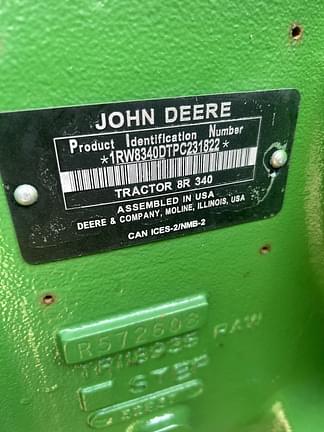 JOHN DEERE
Product Identification Number
*1RW8340DTPC231822*
TRACTOR 8R 340
ASSEMBLED IN USA
DEERE & COMPANY, MOLINE, ILLINOIS, USA
CAN ICES-2/NMB-2
RAW